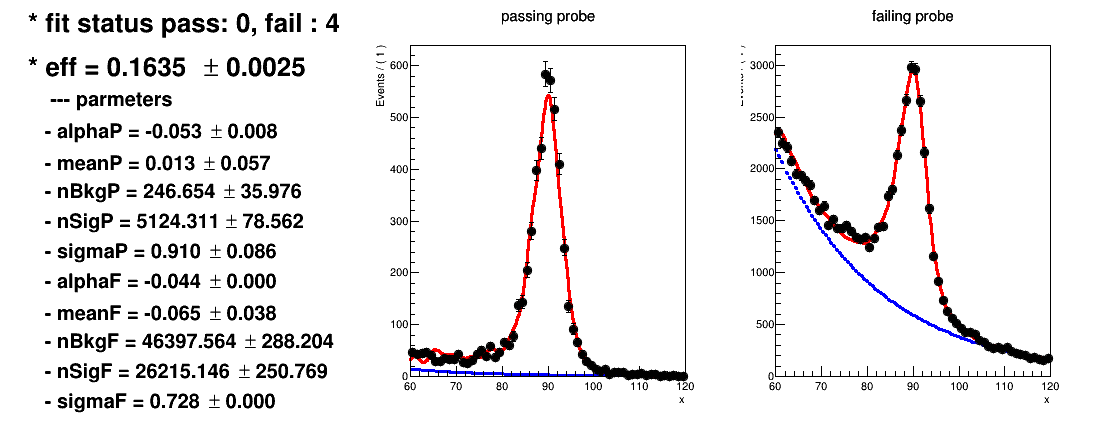 * fit status pass: 0, fail : 4
* eff = 0.1635 ± 0.0025
--- parmeters
- alphaP = -0.053 ± 0.008
- meanP = 0.013 ± 0.057
- nBkgP = 246.654 ± 35.976
- nSigP = 5124.311 ± 78.562
- sigmaP = 0.910 ± 0.086
- alphaF = -0.044 ± 0.000
- meanF = -0.065 ± 0.038
- nBkgF = 46397.564 ± 288.204
- nSigF = 26215.146 ± 250.769
- sigmaF = 0.728 ± 0.000
passing probe
Events / ( 1 )
600
500
400
300
200
100
0
60 70 80 90 100 110 120
x
failing probe
3000
2500
2000
1500
1000
500
0
60 70 80 90 100 110 120
x